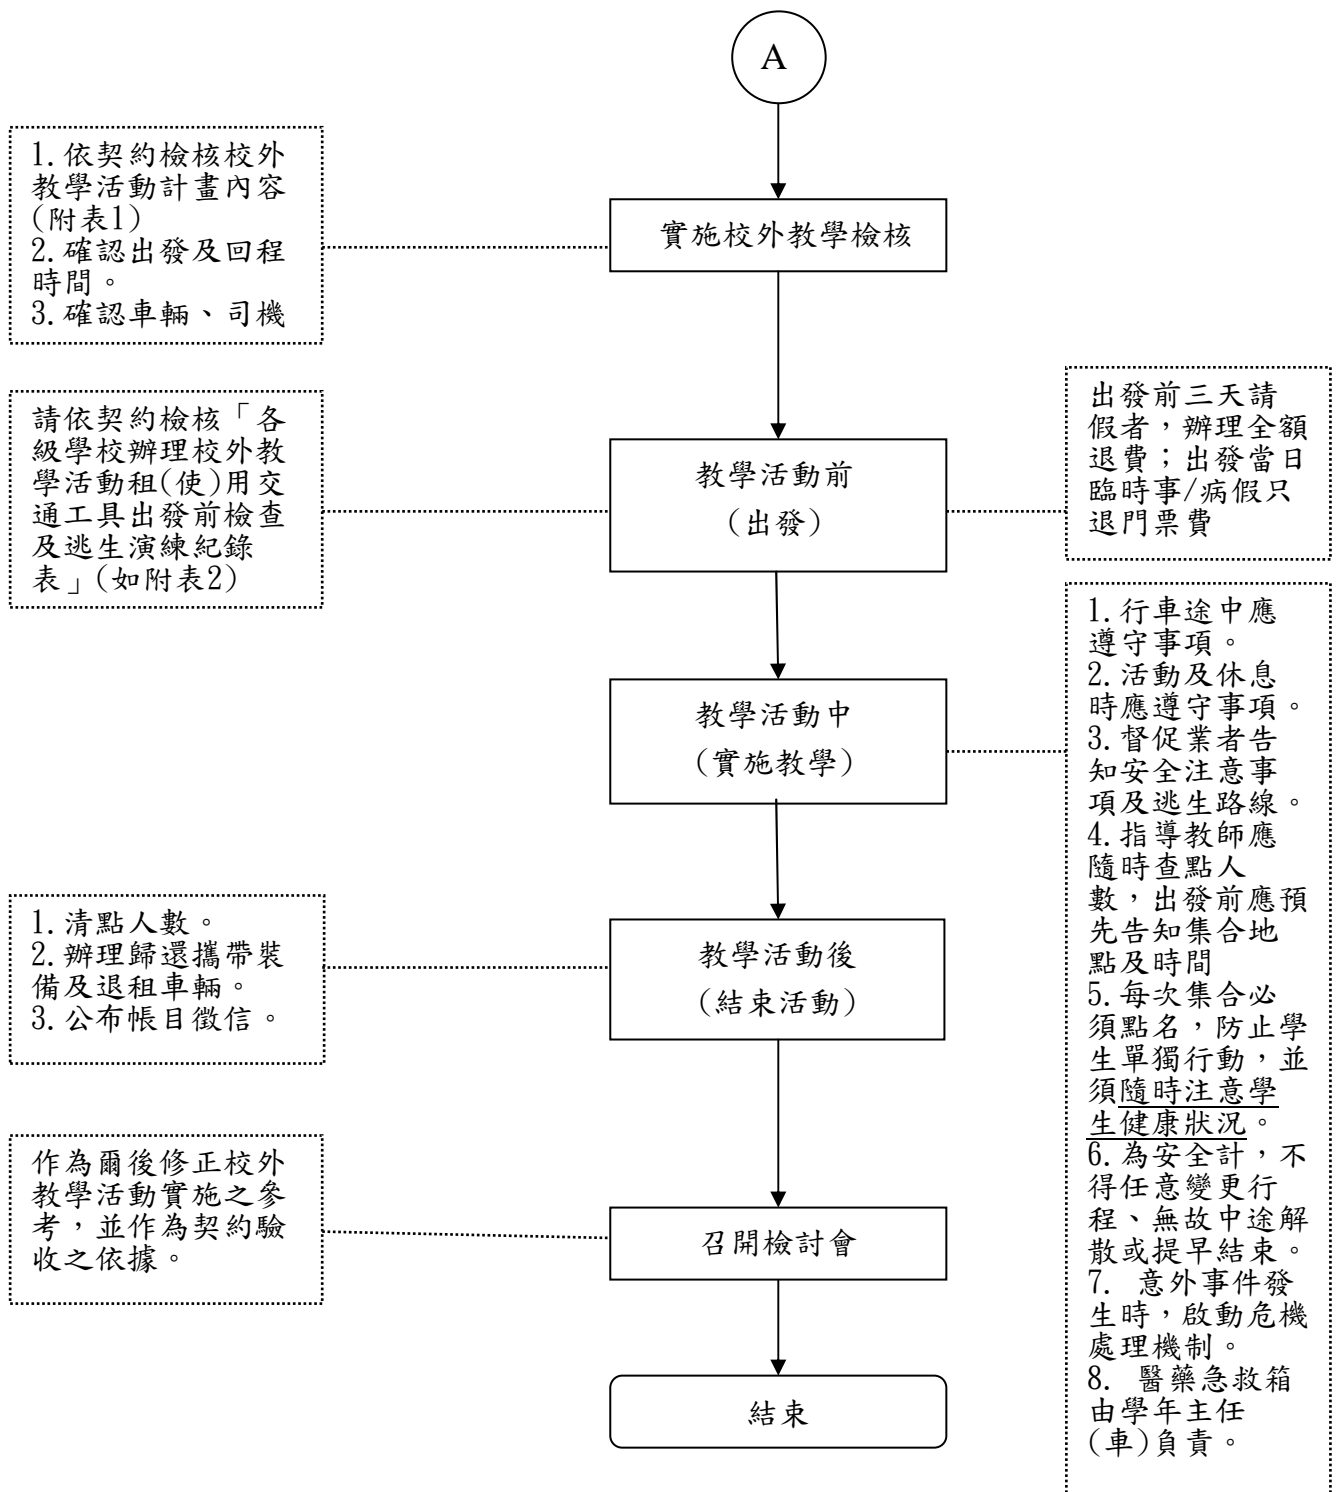 A
1.依契約檢核校外
教學活動計畫內容
(附表1)
2.確認出發及回程
時間。
3.確認車輛、司機
實施校外教學檢核
請依契約檢核「各
級學校辦理校外教
學活動租(使)用交
通工具出發前檢查
及逃生演練紀錄
表」(如附表2)
教學活動前
(出發)
出發前三天請
假者，辦理全額
退費；出發當日
臨時事/病假只
退門票費
教學活動中
(實施教學)
1.行車途中應
遵守事項。
2.活動及休息
時應遵守事項。
3.督促業者告
知安全注意事
項及逃生路線。
4.指導教師應
隨時查點人
數，出發前應預
先告知集合地
點及時間
5.每次集合必
須點名，防止學
生單獨行動，並
須隨時注意學
生健康狀況。
6.為安全計，不
得任意變更行
程、無故中途解
散或提早結束。
7. 意外事件發
生時，啟動危機
處理機制。
8. 醫藥急救箱
由學年主任
(車)負責。
1.清點人數。
2.辦理歸還攜帶裝
備及退租車輛。
3.公布帳目徵信。
教學活動後
(結束活動)
作為爾後修正校外
教學活動實施之參
考，並作為契約驗
收之依據。
召開檢討會
結束